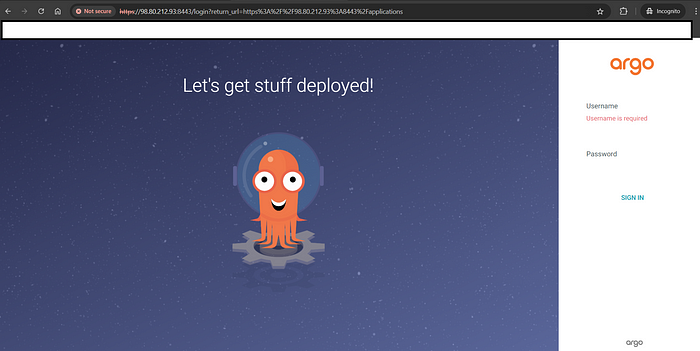 Not secure https://98.80.212.93:8443/login?return_url=https%3A%2F%2F98.80.212.93%3A8443%2Fapplications Incognito
Let's get stuff deployed!
argo
Username
Username is required
Password
SIGN IN
argo